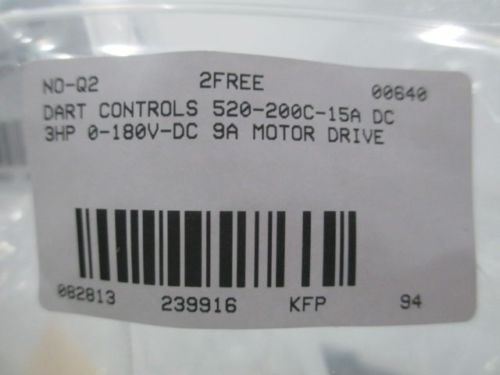 NO-Q2 2FREE 00640
DART CONTROLS 520-200C-15A DC
3HP 0-180V-DC 9A MOTOR DRIVE
082813 239916 KFP 94